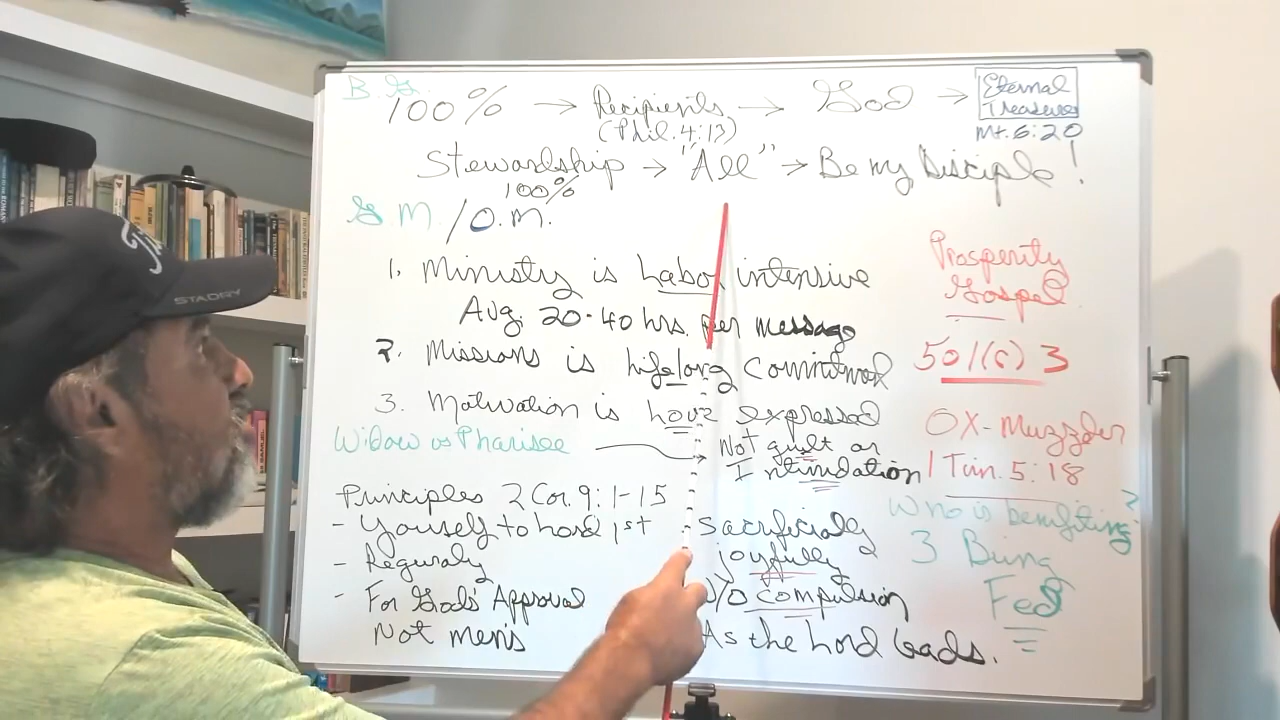 B.G.
100% → Recipients → God → Eternal Treasures
(Phil. 4:17) Mt. 6:20
Stewardship → "All" → Be my Disciple!
100%
G M /O.M.
1. Ministry is Labor intensive
Avg. 20-40 hrs. per message
2. Missions is lifelong
3. Motivation is Love expressed
Widow vs Pharisee → Not guilt or
Intimidation
Principles 2 Cor. 9:1-15
- Yourself to Lord 1st
- Regularly
- For God's Approval
Not men's
Sacrificially
joyfully
w/o compulsion
As the Lord leads.
Prosperity
Gospel
501(c)3
OX-
1 Tim. 5:18
Who is benefiting?
3 Being
Fed
STADRY